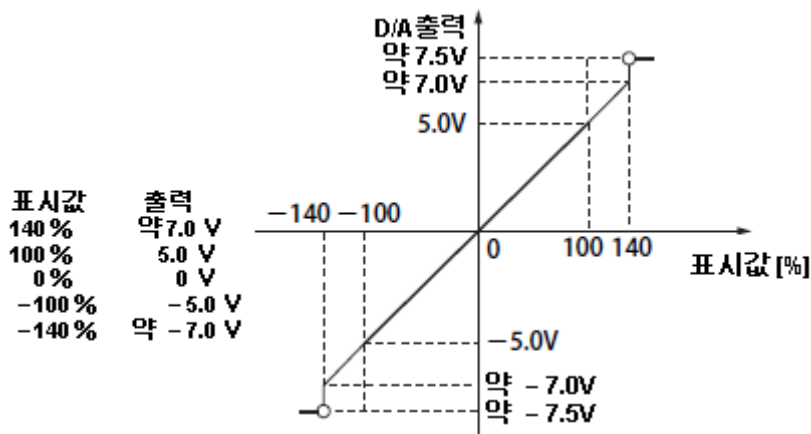 D/A 출력
약 7.5V
약 7.0V
5.0V
표시값 출력
140% 약 7.0 V
100% 5.0 V
0% 0 V
−100% −5.0 V
−140% 약 −7.0 V
−140 −100
0 100 140
표시값 [%]
−5.0V
약 −7.0V
약 −7.5V